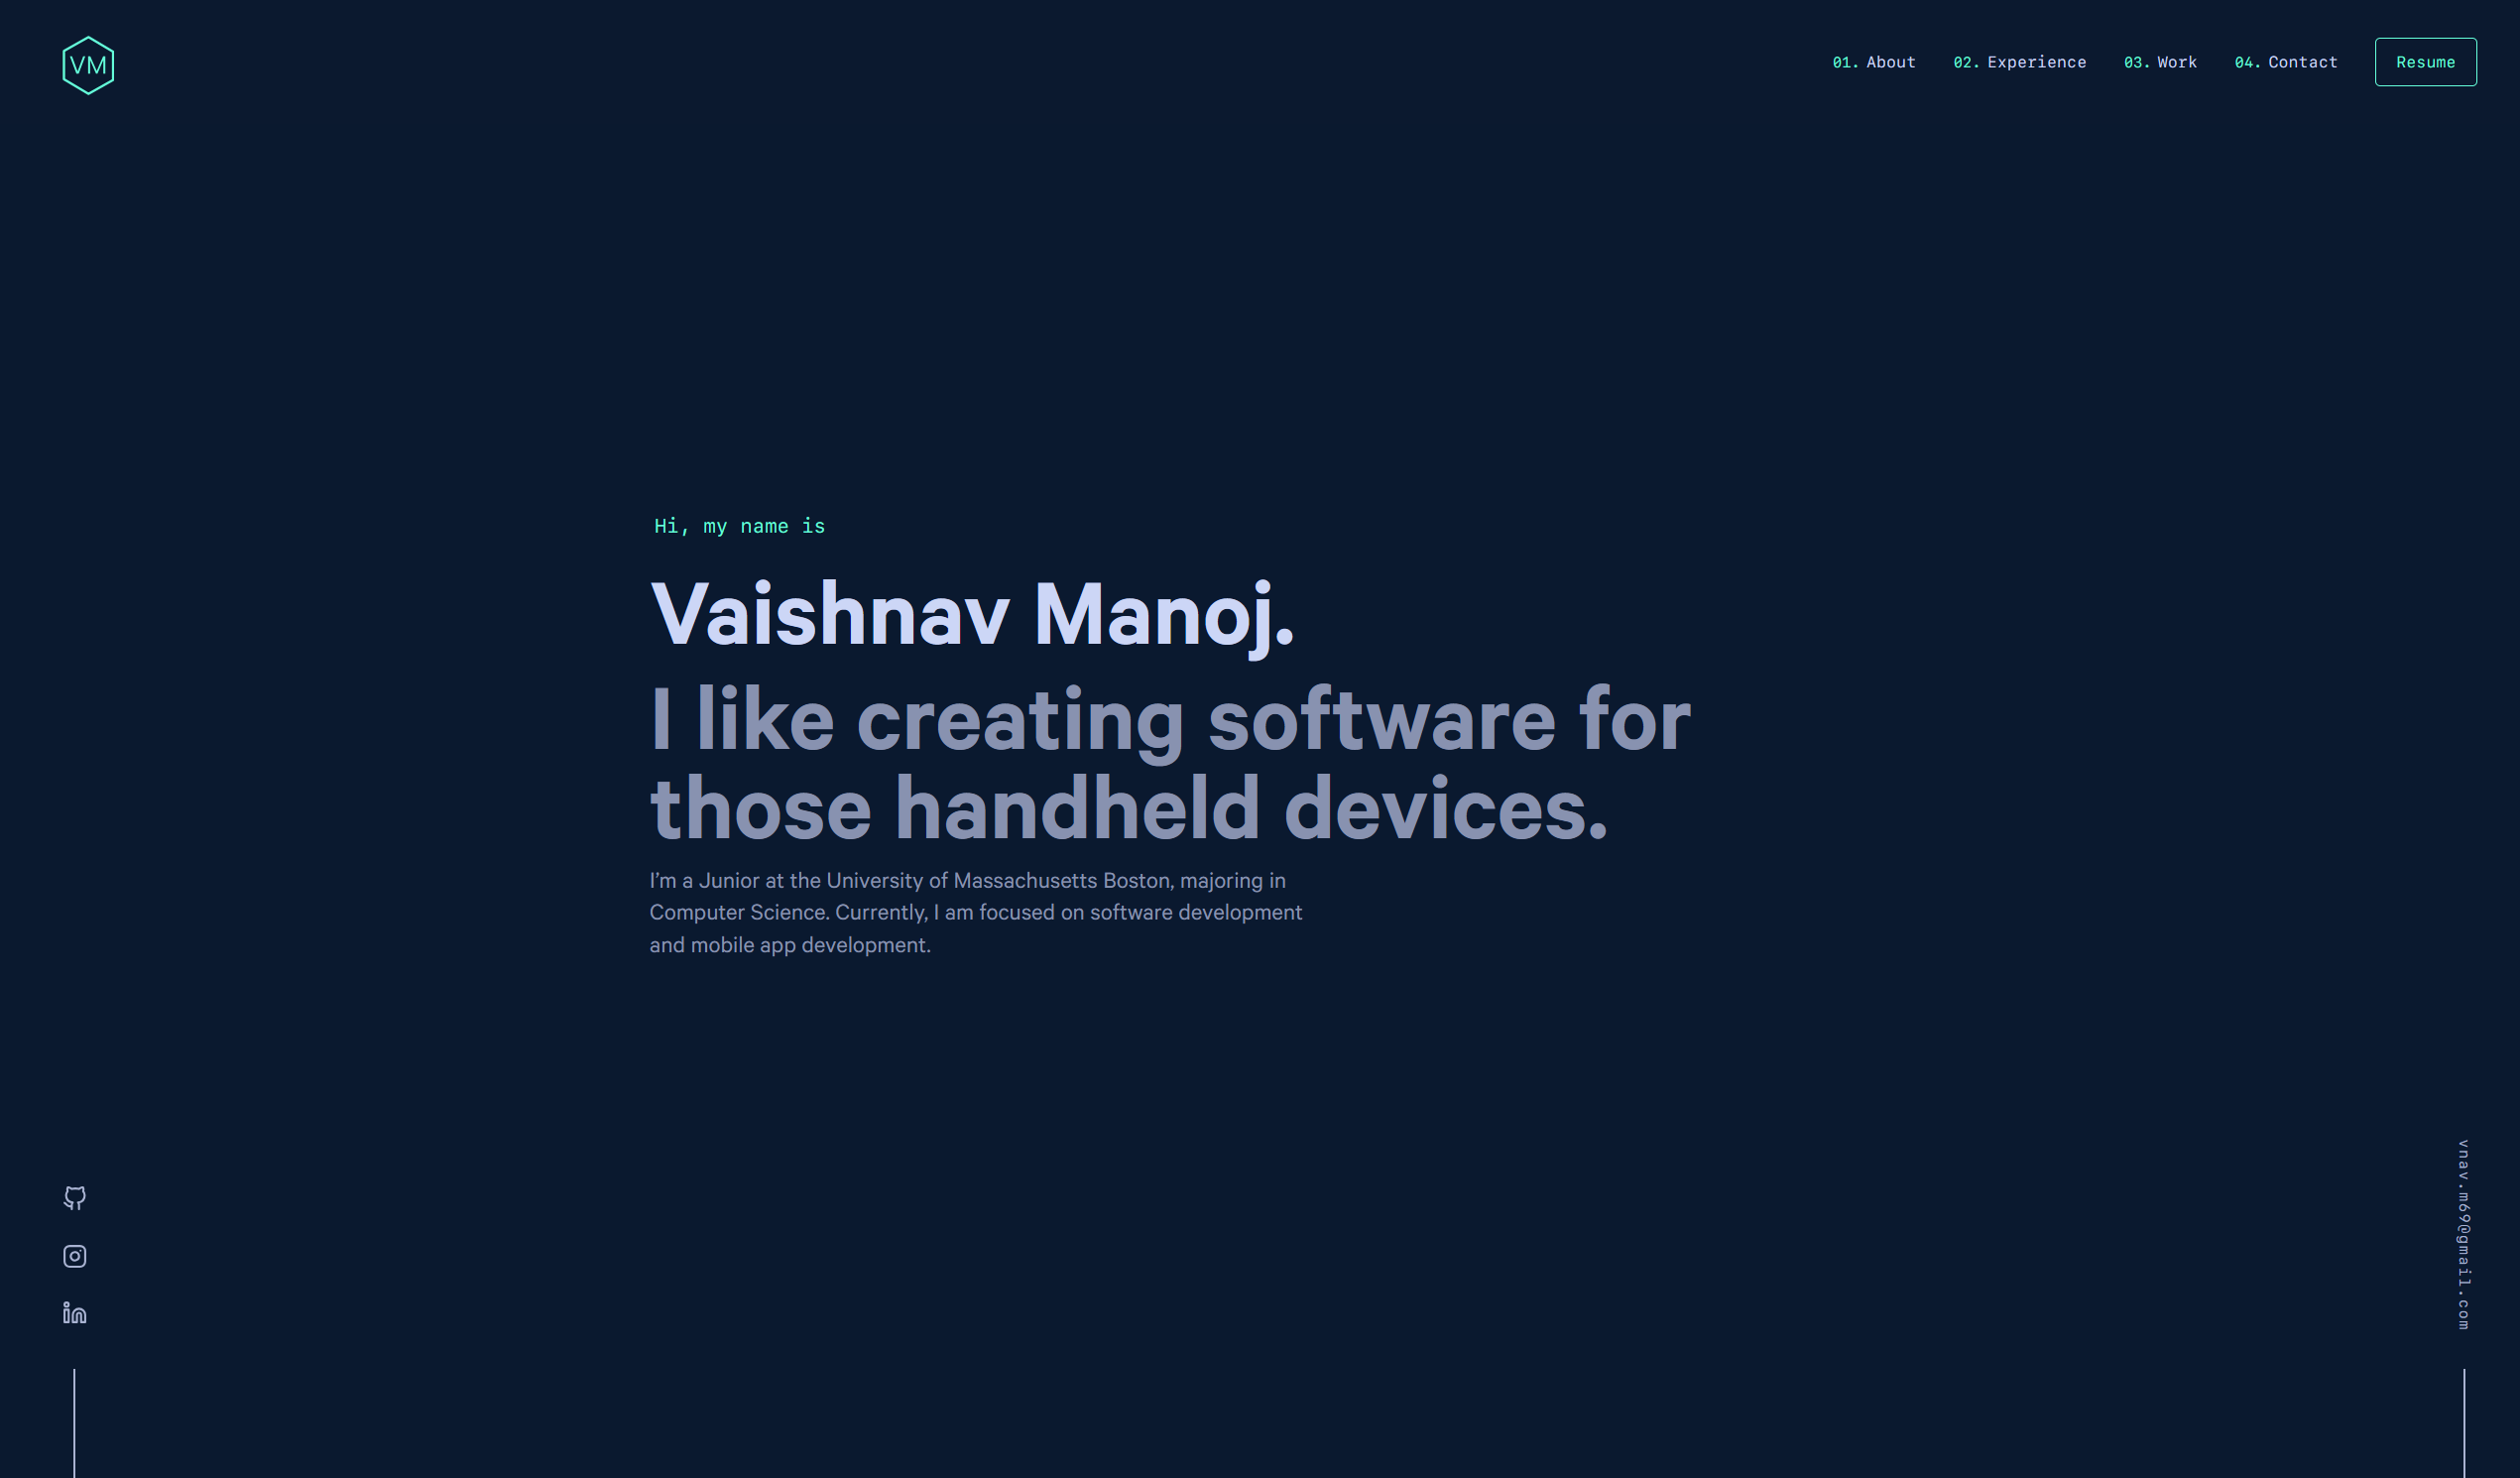 VM
01. About 02. Experience 03. Work 04. Contact Resume
Hi, my name is
Vaishnav Manoj.
I like creating software for
those handheld devices.
I'm a Junior at the University of Massachusetts Boston, majoring in
Computer Science. Currently, I am focused on software development
and mobile app development.
vnav.m69@gmail.com